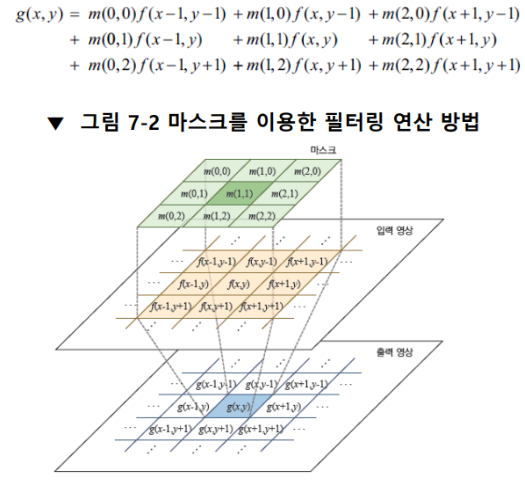 g(x, y) = m(0,0)f(x−1, y−1) + m(1,0)f(x, y−1) + m(2,0)f(x+1, y−1)
+ m(0,1)f(x−1, y) + m(1,1)f(x, y) + m(2,1)f(x+1, y)
+ m(0,2)f(x−1, y+1) + m(1,2)f(x, y+1) + m(2,2)f(x+1, y+1)
▼ 그림 7-2 마스크를 이용한 필터링 연산 방법
마스크
m(0,0) m(1,0) m(2,0)
m(0,1) m(1,1) m(2,1)
m(0,2) m(1,2) m(2,2)
입력 영상
... f(x-1,y-1) f(x,y-1) f(x+1,y-1) ...
... f(x-1,y) f(x,y) f(x+1,y) ...
... f(x-1,y+1) f(x,y+1) f(x+1,y+1) ...
출력 영상
... g(x-1,y-1) g(x,y-1) g(x+1,y-1) ...
... g(x-1,y) g(x,y) g(x+1,y) ...
... g(x-1,y+1) g(x,y+1) g(x+1,y+1) ...